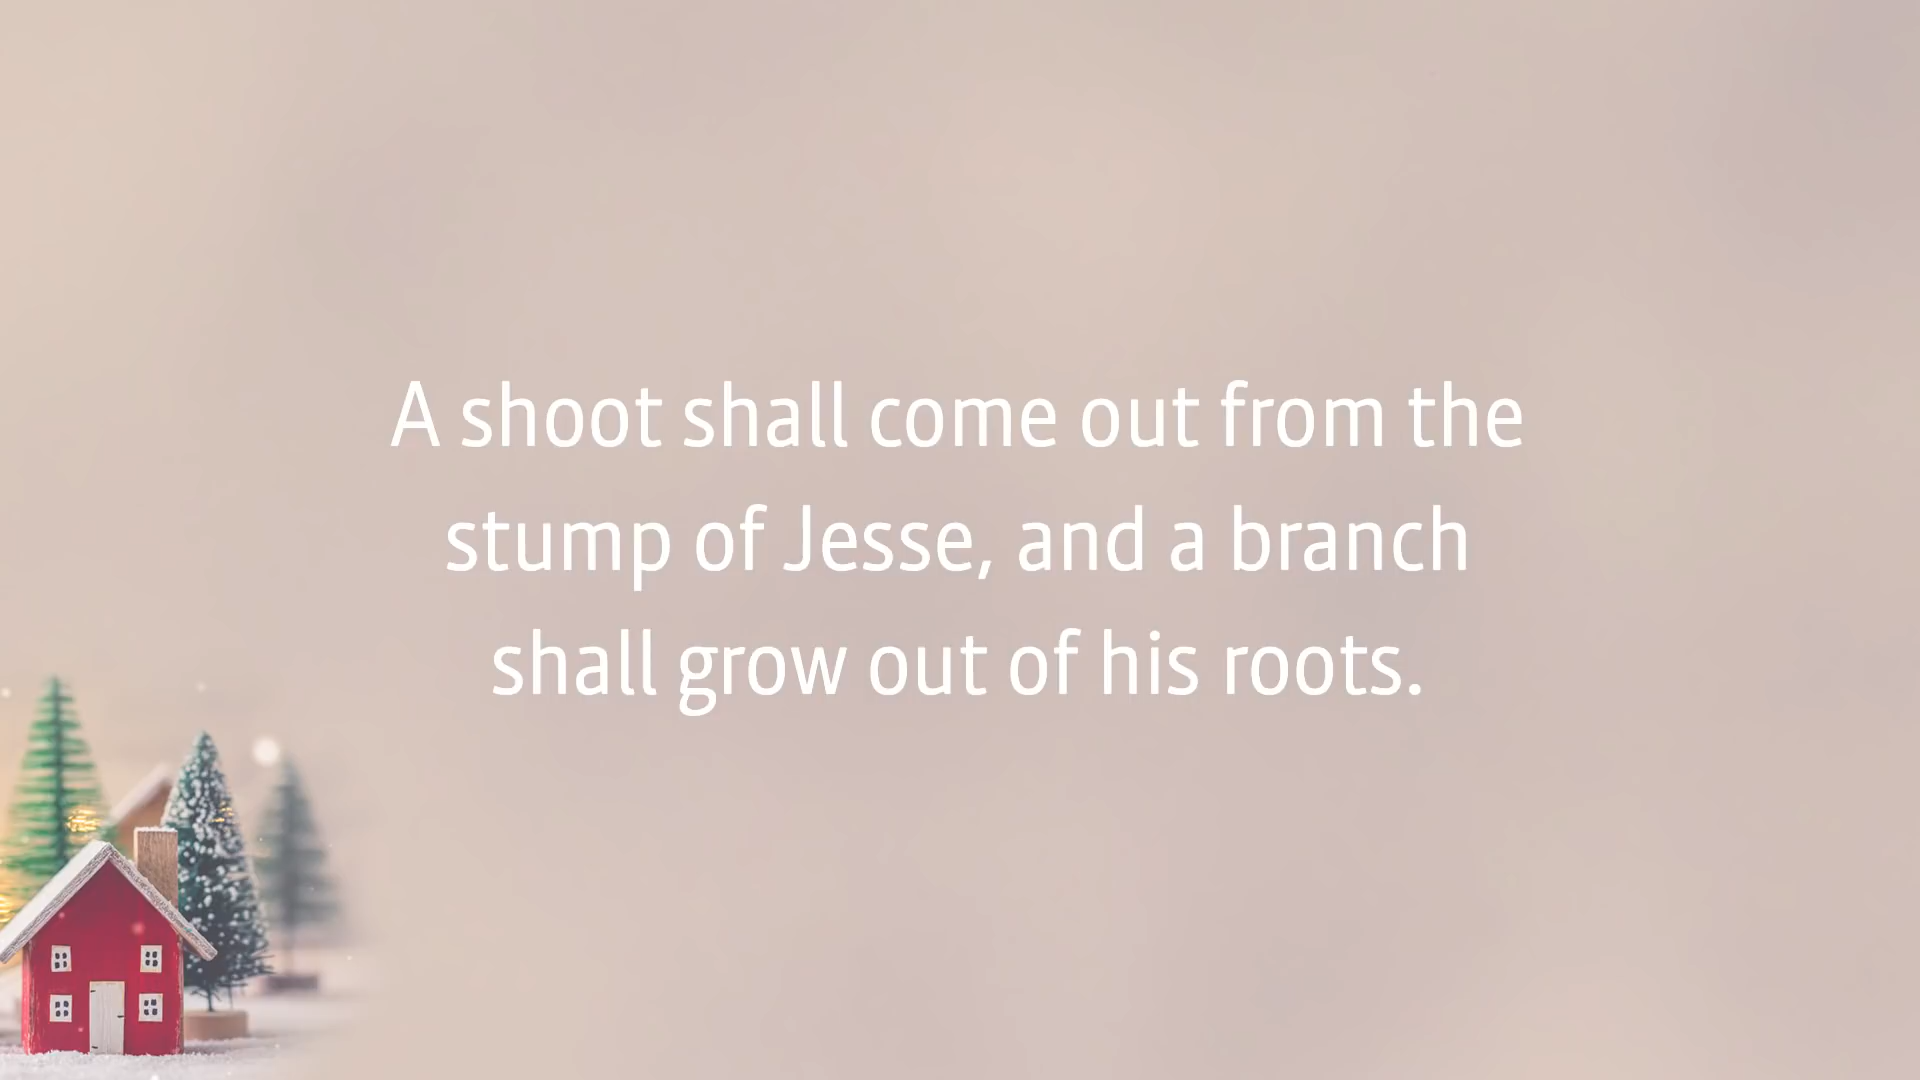 A shoot shall come out from the
stump of Jesse, and a branch
shall grow out of his roots.